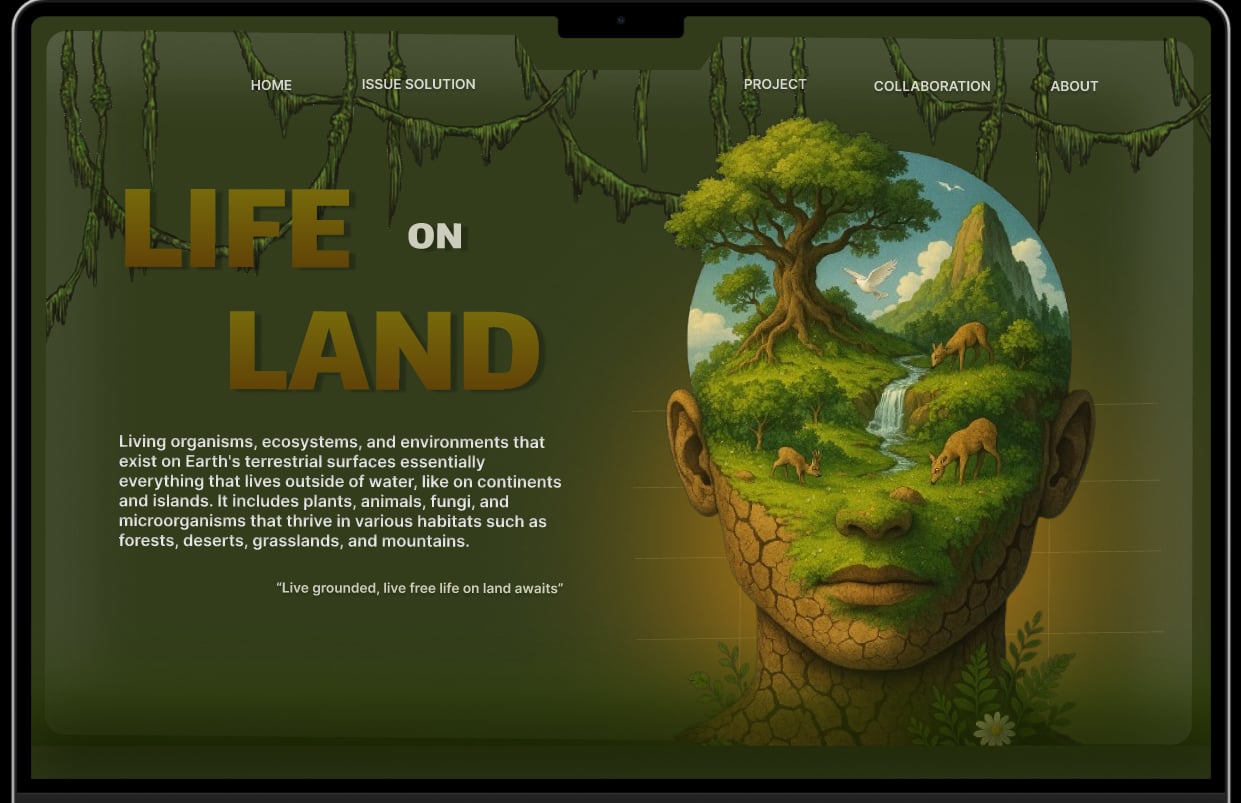 HOME ISSUE SOLUTION PROJECT COLLABORATION ABOUT
LIFE ON
LAND
Living organisms, ecosystems, and environments that
exist on Earth's terrestrial surfaces essentially
everything that lives outside of water, like on continents
and islands. It includes plants, animals, fungi, and
microorganisms that thrive in various habitats such as
forests, deserts, grasslands, and mountains.
“Live grounded, live free life on land awaits”